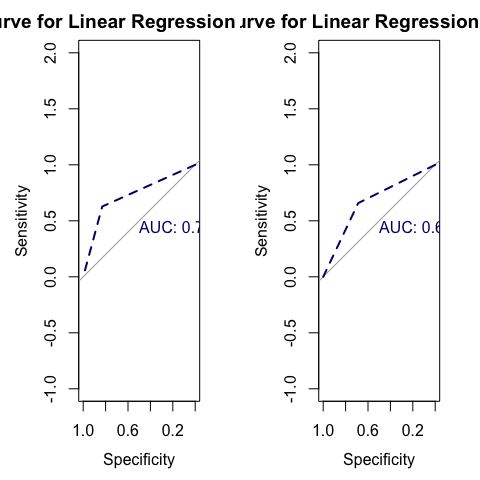 rve for Linear Regression
urve for Linear Regression
2.0
1.5
1.0
0.5
0.0
-0.5
-1.0
Sensitivity
AUC: 0.7
1.0 0.6 0.2
Specificity
2.0
1.5
1.0
0.5
0.0
-0.5
-1.0
Sensitivity
AUC: 0.6
1.0 0.6 0.2
Specificity